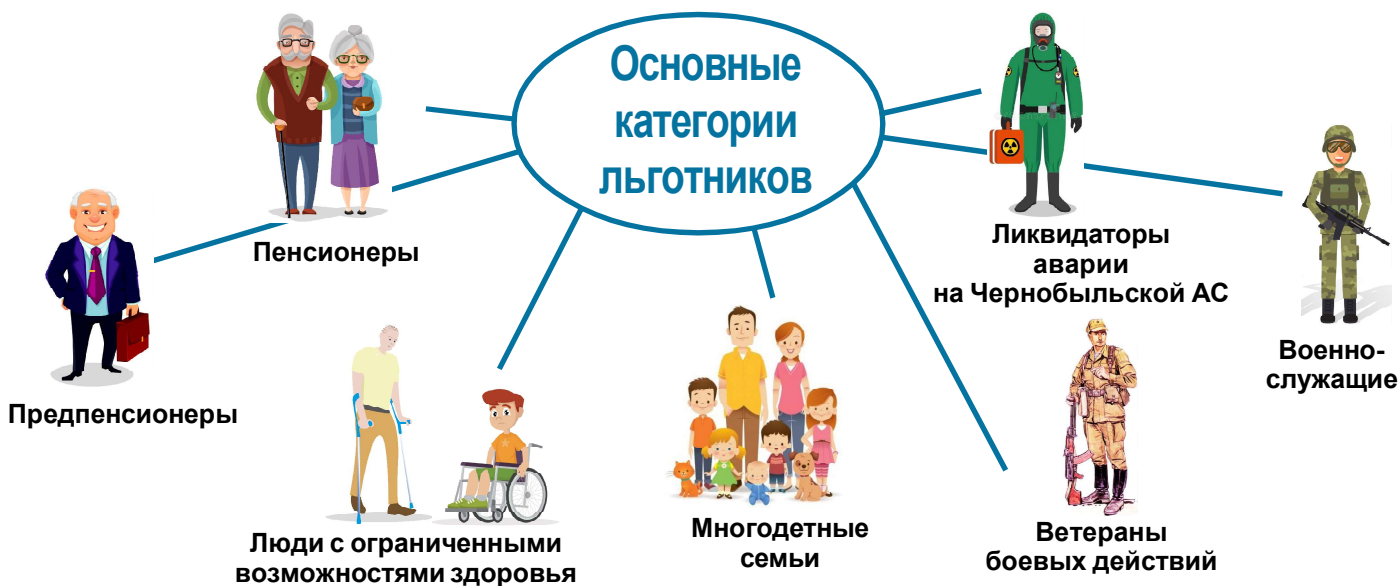 Основные
категории
льготников
Пенсионеры
Предпенсионеры
Люди с ограниченными
возможностями здоровья
Многодетные
семьи
Ветераны
боевых действий
Ликвидаторы
аварии
на Чернобыльской АС
Военно-
служащие